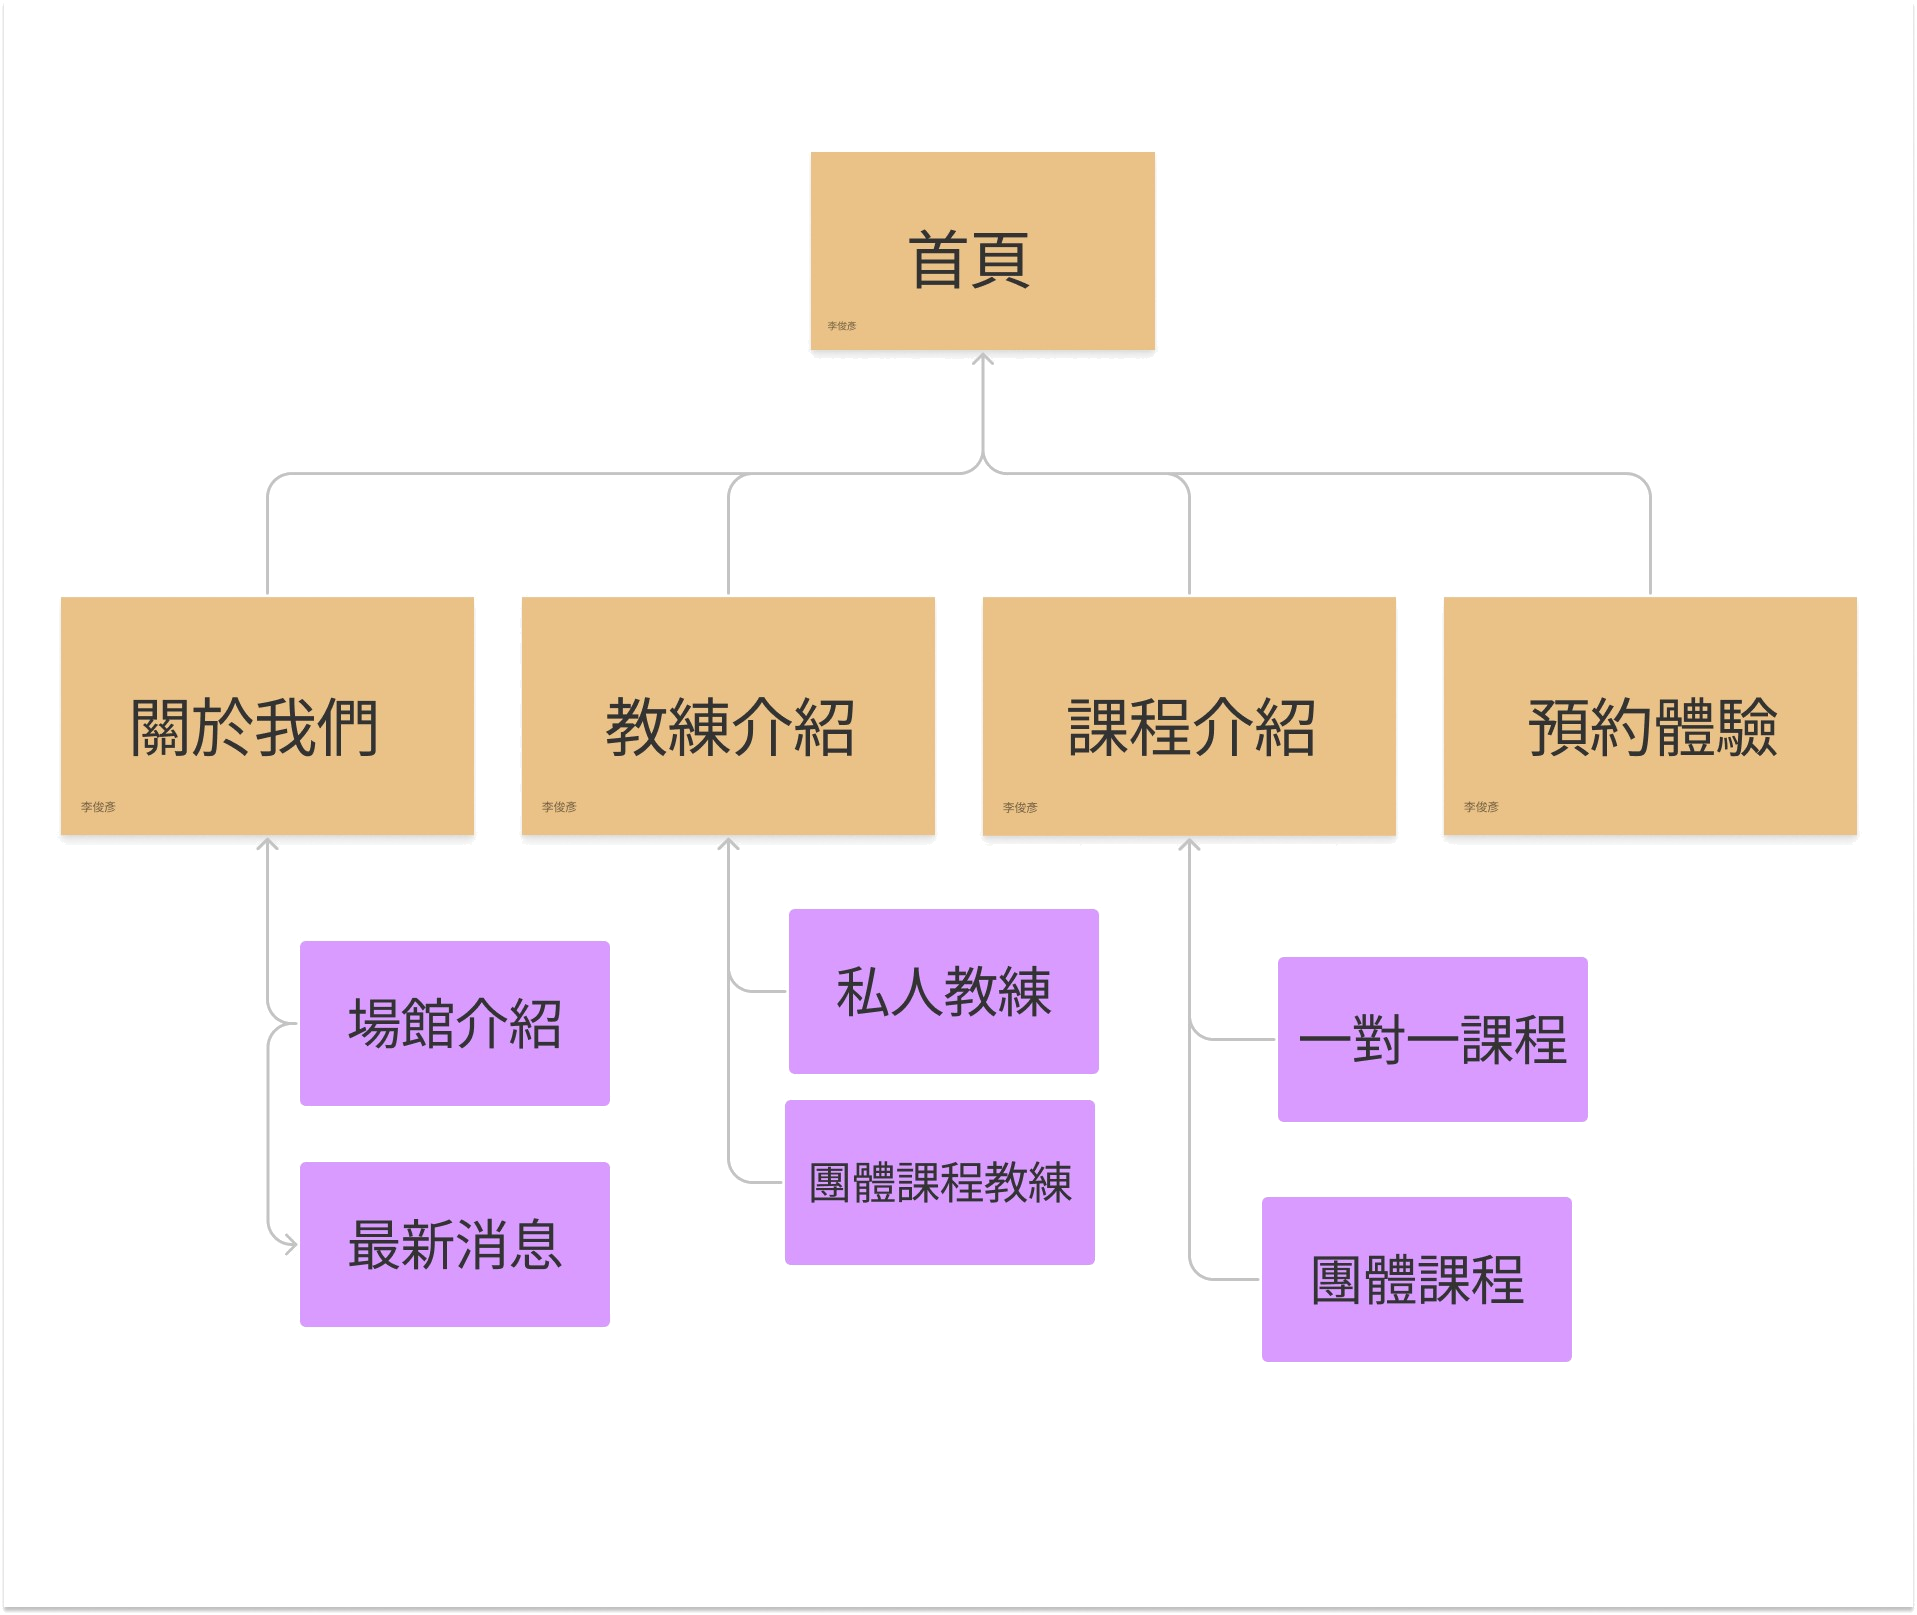 首頁
李俊彥
關於我們
李俊彥
教練介紹
李俊彥
課程介紹
李俊彥
預約體驗
李俊彥
場館介紹
最新消息
私人教練
團體課程教練
一對一課程
團體課程